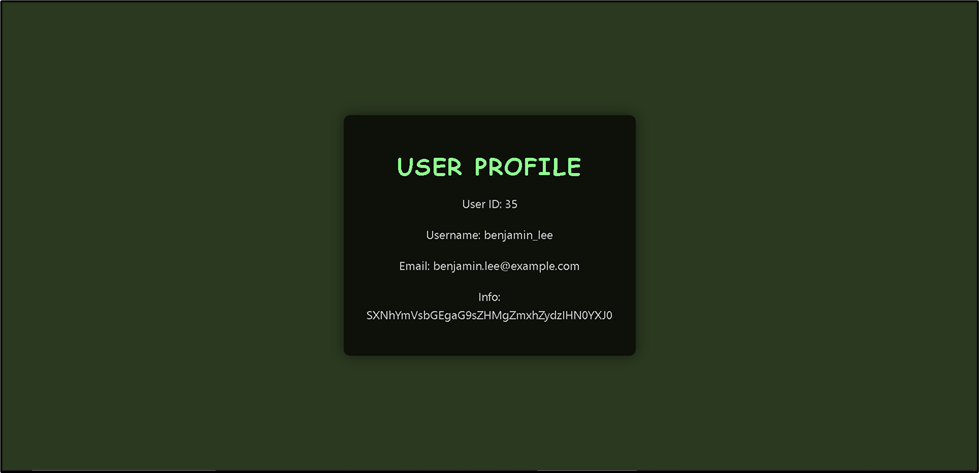 USER PROFILE
User ID: 35
Username: benjamin_lee
Email: benjamin.lee@example.com
Info:
SXNhYmVsbGEgaG9sZHMgZmxhZydzIHN0YXJ0